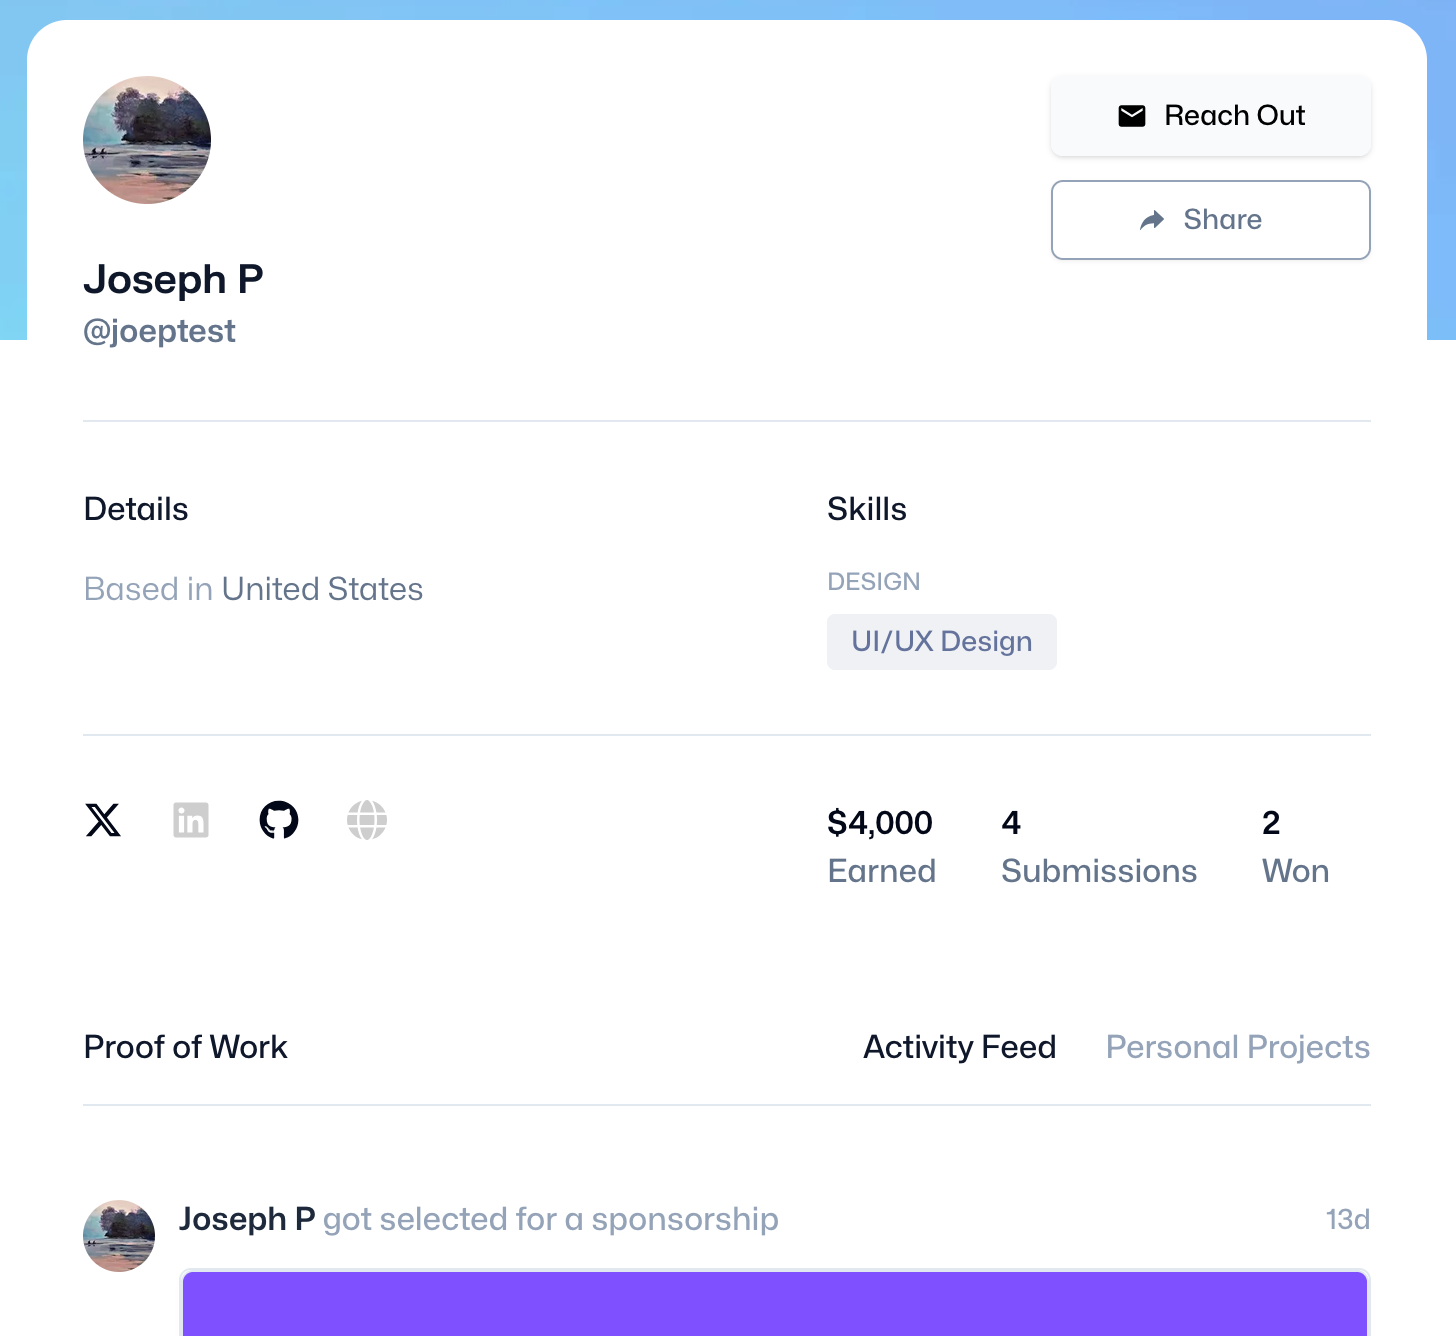 Reach Out
Share
Joseph P
@joeptest
Details
Based in United States
Skills
DESIGN
UI/UX Design
$4,000
Earned
4
Submissions
2
Won
Proof of Work
Activity Feed
Personal Projects
Joseph P got selected for a sponsorship
13d